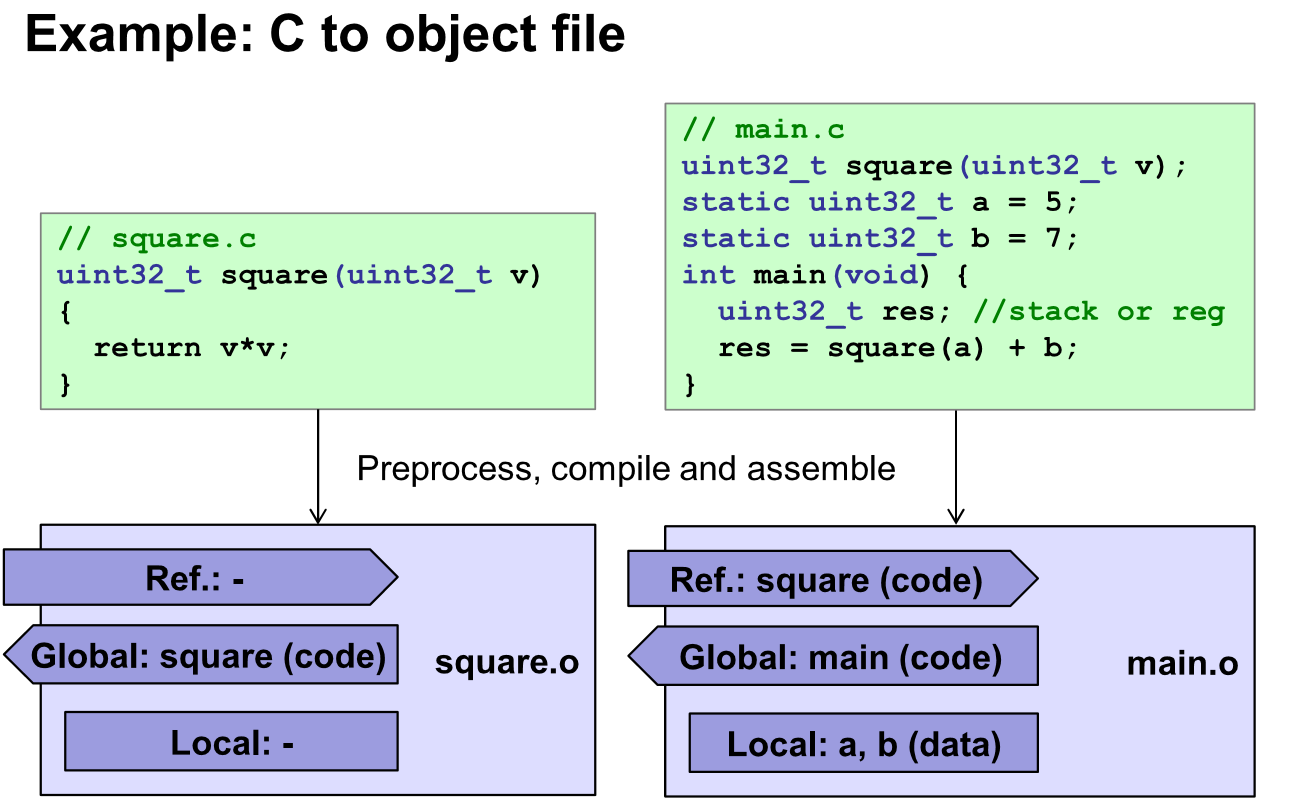 Example: C to object file
// square.c
uint32_t square(uint32_t v)
{
  return v*v;
}
// main.c
uint32_t square(uint32_t v);
static uint32_t a = 5;
static uint32_t b = 7;
int main(void) {
  uint32_t res; //stack or reg
  res = square(a) + b;
}
Preprocess, compile and assemble
Ref.: -
Global: square (code)
Local: -
square.o
Ref.: square (code)
Global: main (code)
Local: a, b (data)
main.o